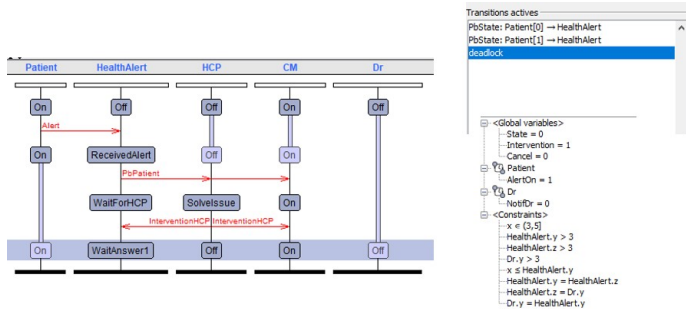 Patient HealthAlert HCP CM Dr
On Off Off On Off
Alert
On ReceivedAlert Off On
PbPatient
WaitForHCP SolveIssue On
InterventionHCP InterventionHCP
On WaitAnswer1 Off On Off
Transitions actives
PbState: Patient[0] → HealthAlert
PbState: Patient[1] → HealthAlert
deadlock
<Global variables>
State = 0
Intervention = 1
Cancel = 0
Patient
AlertOn = 1
Dr
NotifDr = 0
<Constraints>
x ∈ (3,5]
HealthAlert.y > 3
HealthAlert.z > 3
Dr.y > 3
x ≤ HealthAlert.y
HealthAlert.y = HealthAlert.z
HealthAlert.z = Dr.y
Dr.y = HealthAlert.y